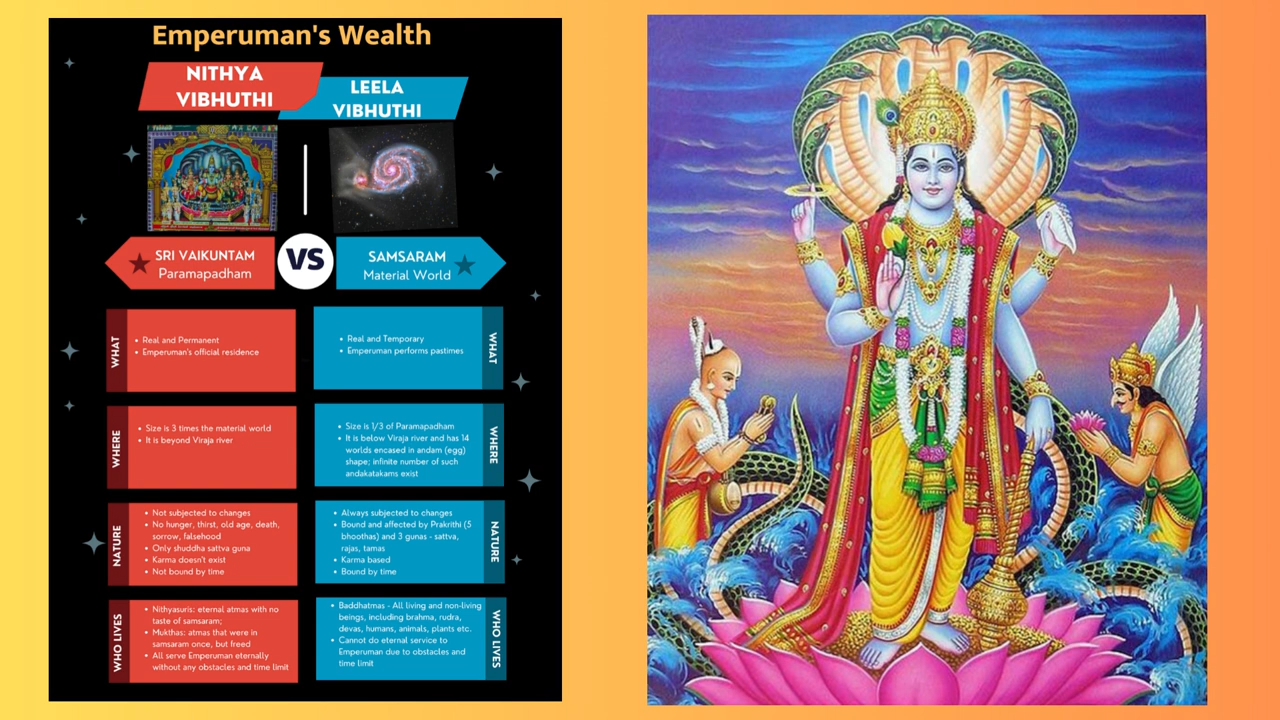 Emperuman's Wealth
NITHYA
VIBHUTHI
LEELA
VIBHUTHI
SRI VAIKUNTAM
Paramapadham
VS
SAMSARAM
Material World
WHAT
• Real and Permanent
• Emperuman's official residence
• Real and Temporary
• Emperuman performs pastimes
WHAT
WHERE
• Size is 3 times the material world
• It is beyond Viraja river
• Size is 1/3 of Paramapadham
• It is below Viraja river and has 14
worlds encased in andam (egg)
shape; infinite number of such
andakatakams exist
WHERE
NATURE
• Not subjected to changes
• No hunger, thirst, old age, death,
sorrow, falsehood
• Only shuddha sattva guna
• Karma doesn't exist
• Not bound by time
• Always subjected to changes
• Bound and affected by Prakrithi (5
bhoothas) and 3 gunas - sattva,
rajas, tamas
• Karma based
• Bound by time
NATURE
WHO LIVES
• Nithyasuris: eternal atmas with no
taste of samsaram;
• Mukthas: atmas that were in
samsaram once, but freed
• All serve Emperuman eternally
without any obstacles and time limit
• Baddhatmas - All living and non-living
beings, including brahma, rudra,
devas, humans, animals, plants etc.
• Cannot do eternal service to
Emperuman due to obstacles and
time limit
WHO LIVES